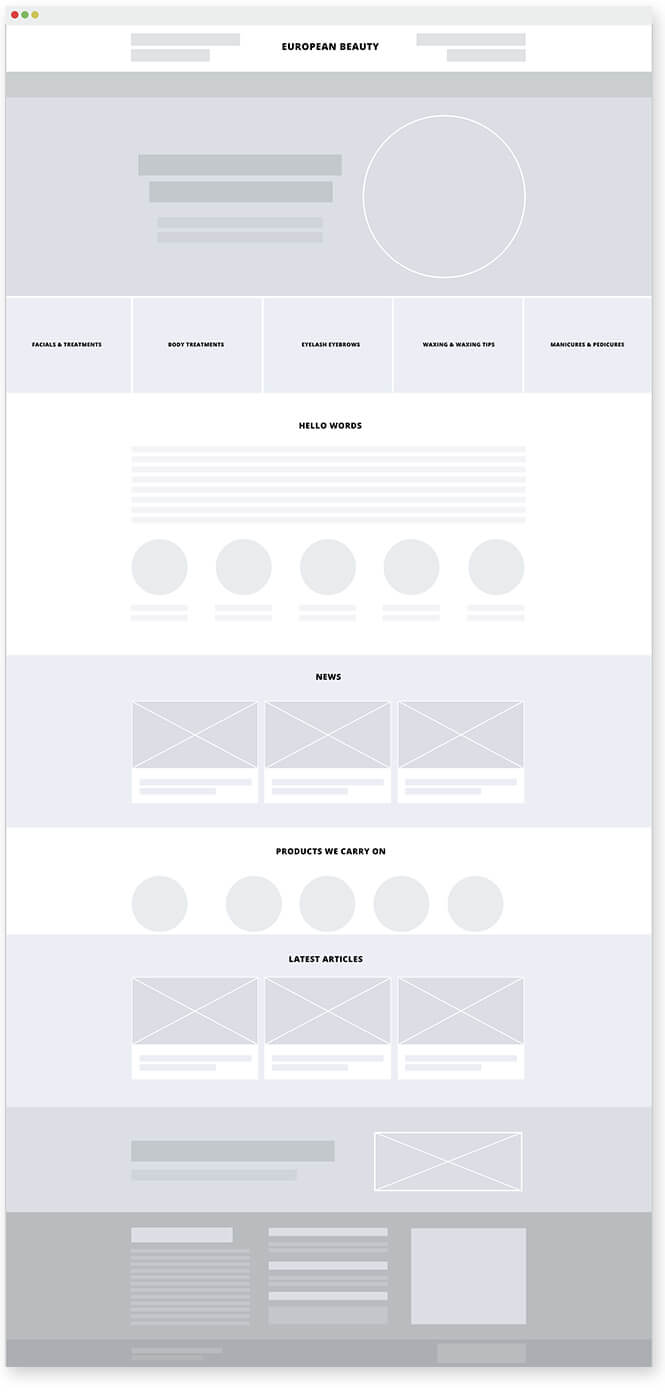 EUROPEAN BEAUTY
FACIALS & TREATMENTS
BODY TREATMENTS
EYELASH EYEBROWS
WAXING & WAXING TIPS
MANICURES & PEDICURES
HELLO WORDS
NEWS
PRODUCTS WE CARRY ON
LATEST ARTICLES